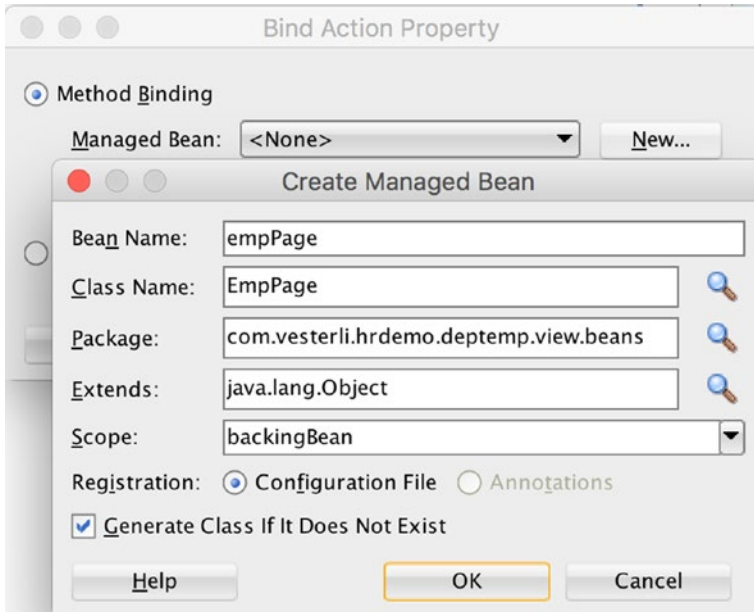 Bind Action Property
Method Binding
Managed Bean: <None> New...
Create Managed Bean
Bean Name: empPage
Class Name: EmpPage
Package: com.vesterli.hrdemo.deptemp.view.beans
Extends: java.lang.Object
Scope: backingBean
Registration: Configuration File Annotations
Generate Class If It Does Not Exist
Help OK Cancel